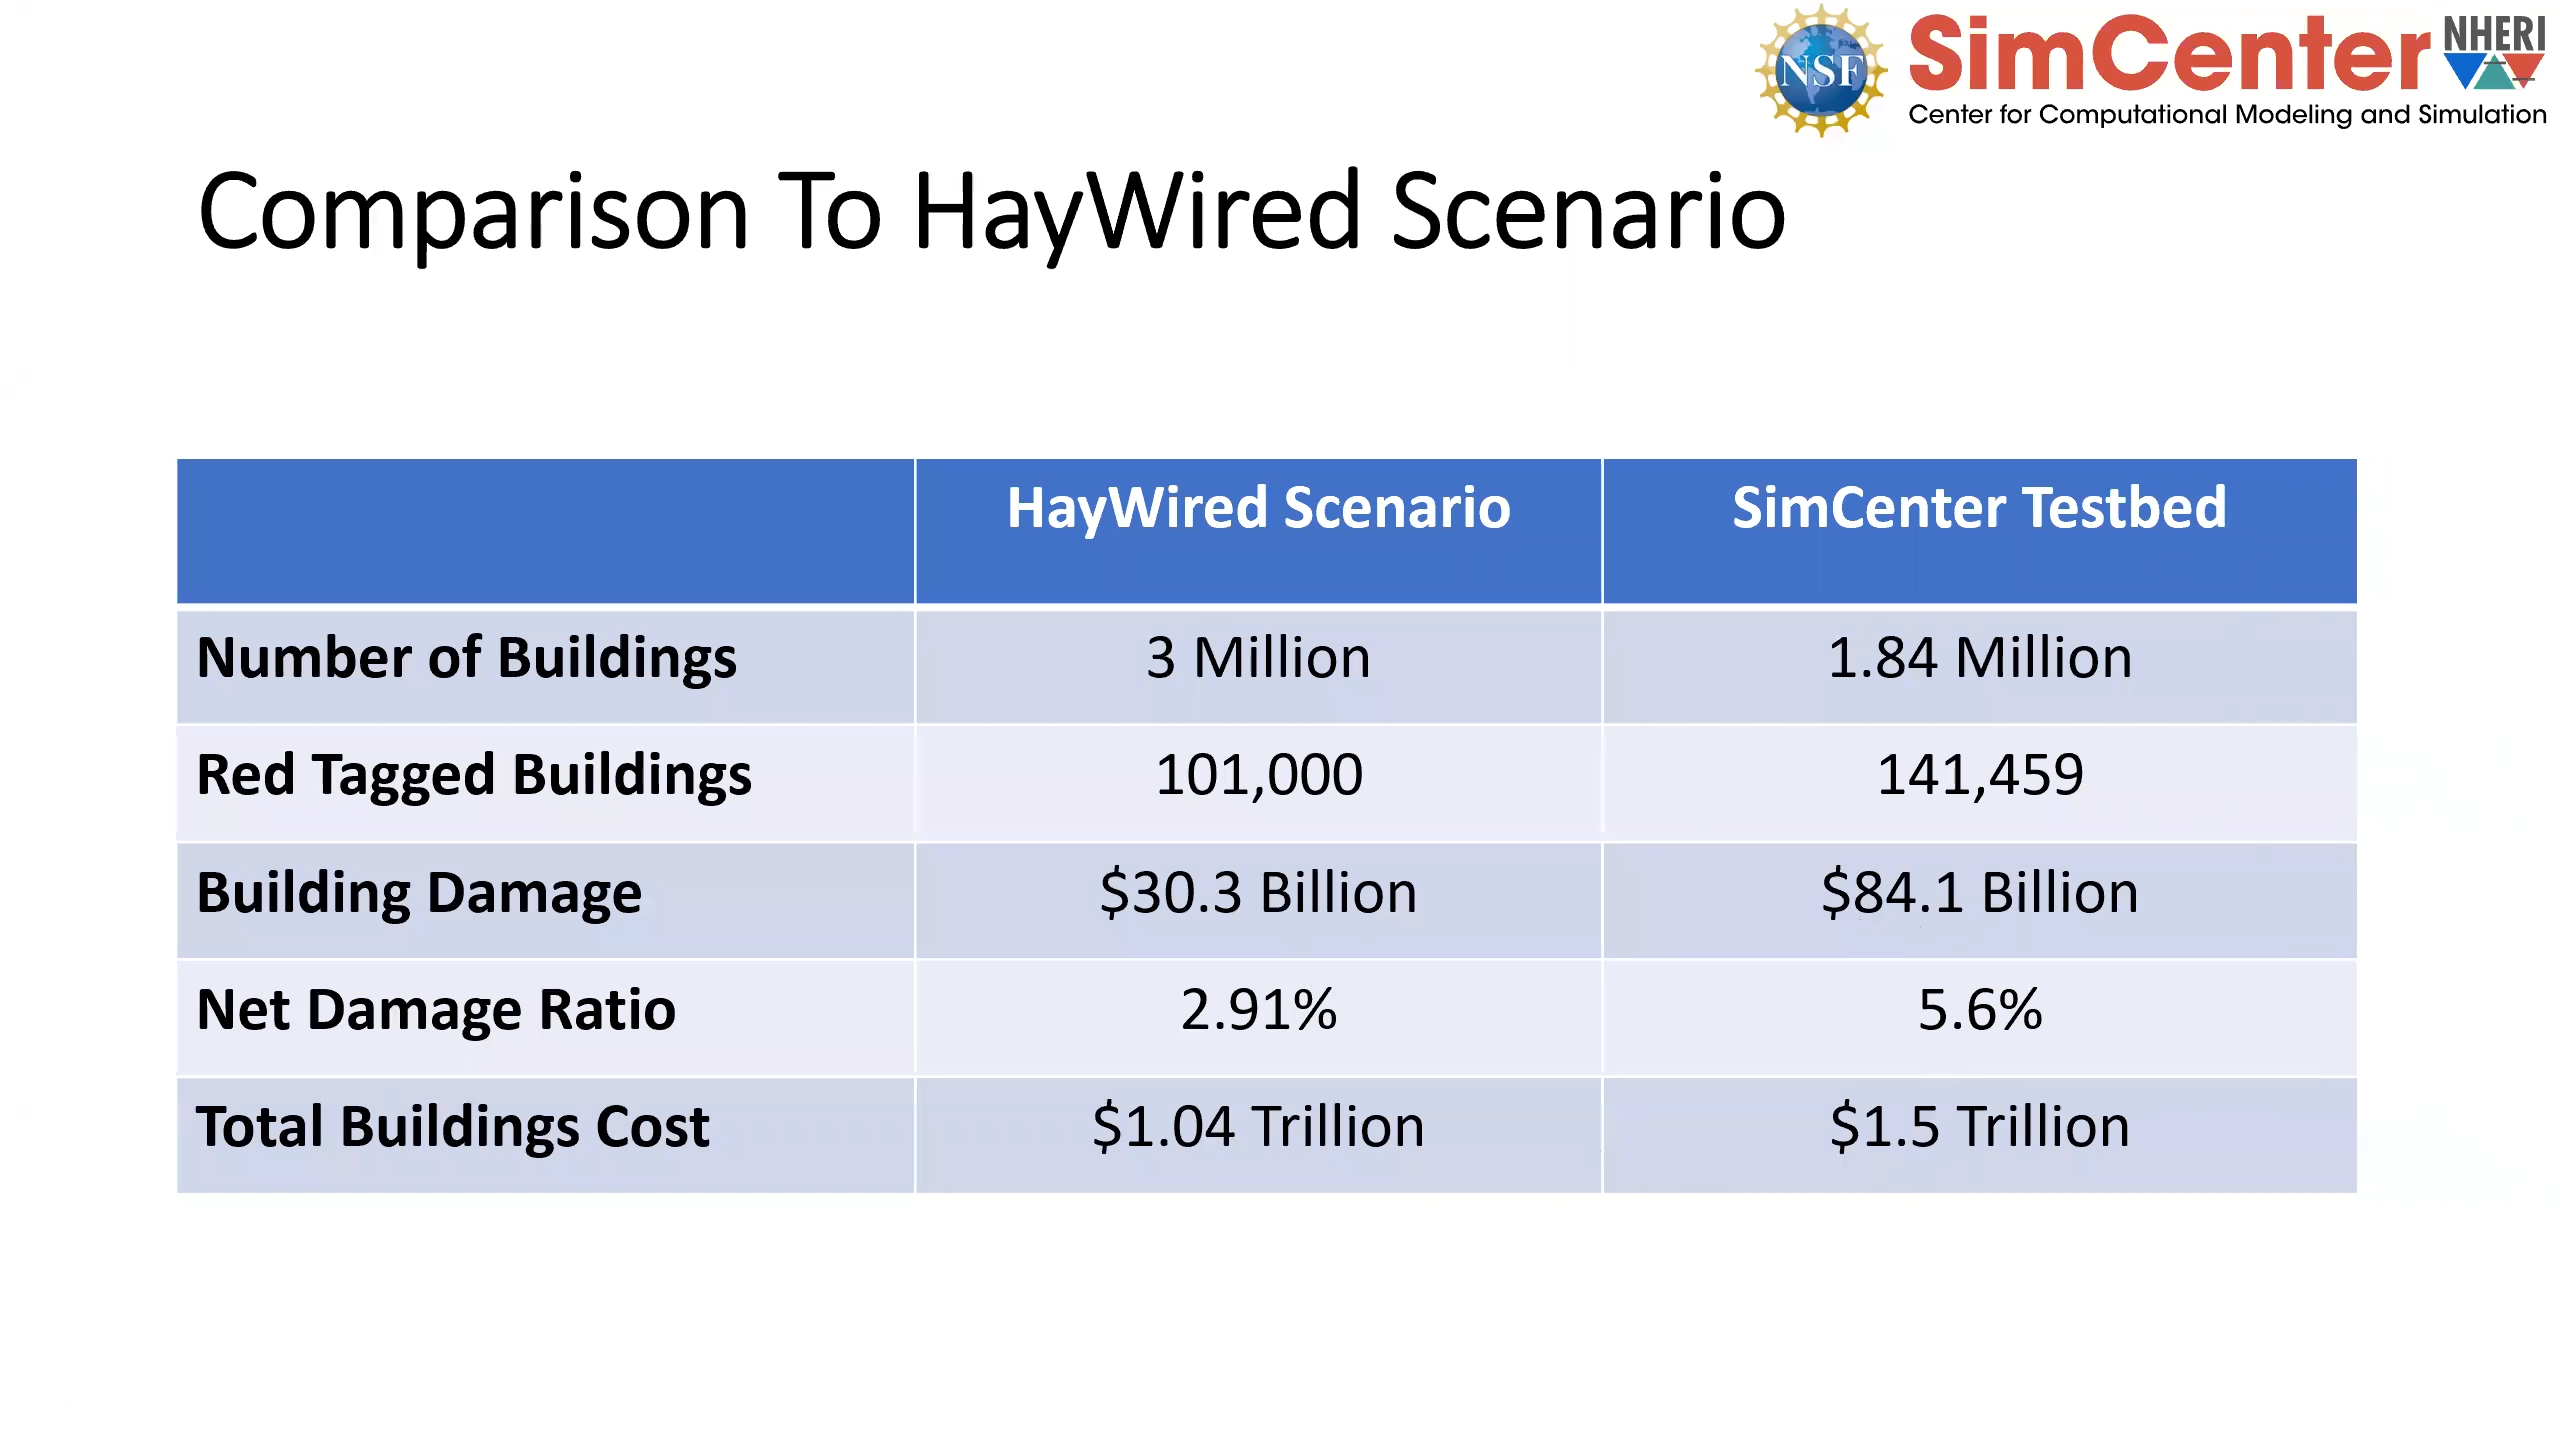 NSF
SimCenter
NHERI
Center for Computational Modeling and Simulation
Comparison To HayWired Scenario
HayWired Scenario SimCenter Testbed
Number of Buildings 3 Million 1.84 Million
Red Tagged Buildings 101,000 141,459
Building Damage $30.3 Billion $84.1 Billion
Net Damage Ratio 2.91% 5.6%
Total Buildings Cost $1.04 Trillion $1.5 Trillion